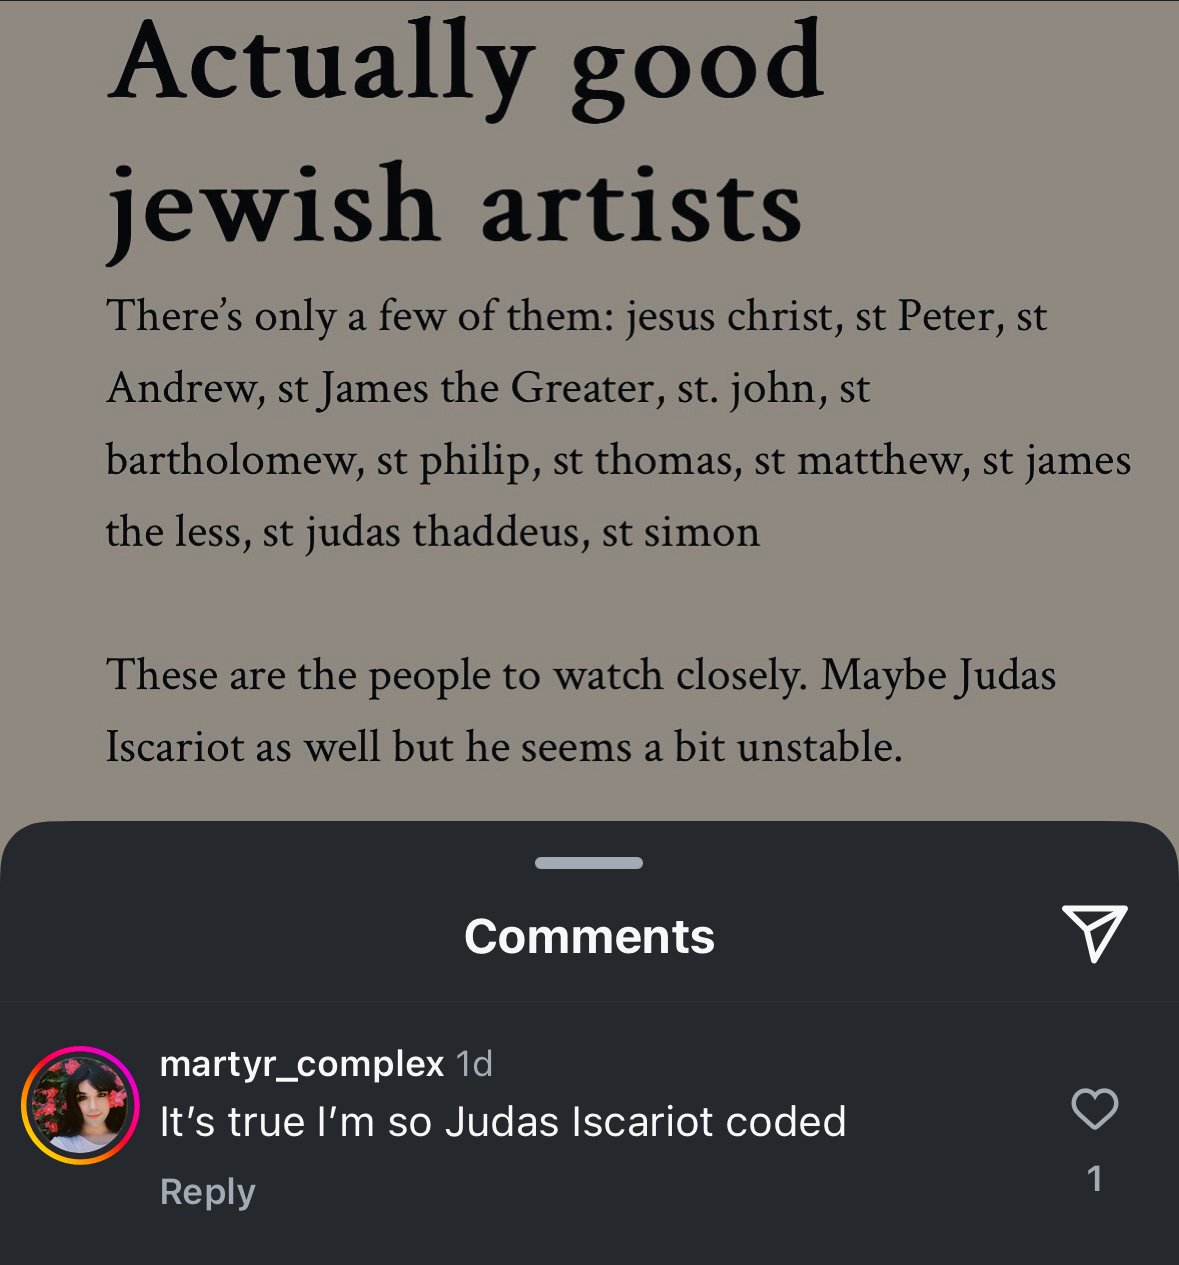 Actually good
jewish artists
There’s only a few of them: jesus christ, st Peter, st
Andrew, st James the Greater, st. john, st
bartholomew, st philip, st thomas, st matthew, st james
the less, st judas thaddeus, st simon
These are the people to watch closely. Maybe Judas
Iscariot as well but he seems a bit unstable.
Comments
martyr_complex 1d
It’s true I’m so Judas Iscariot coded
Reply
1